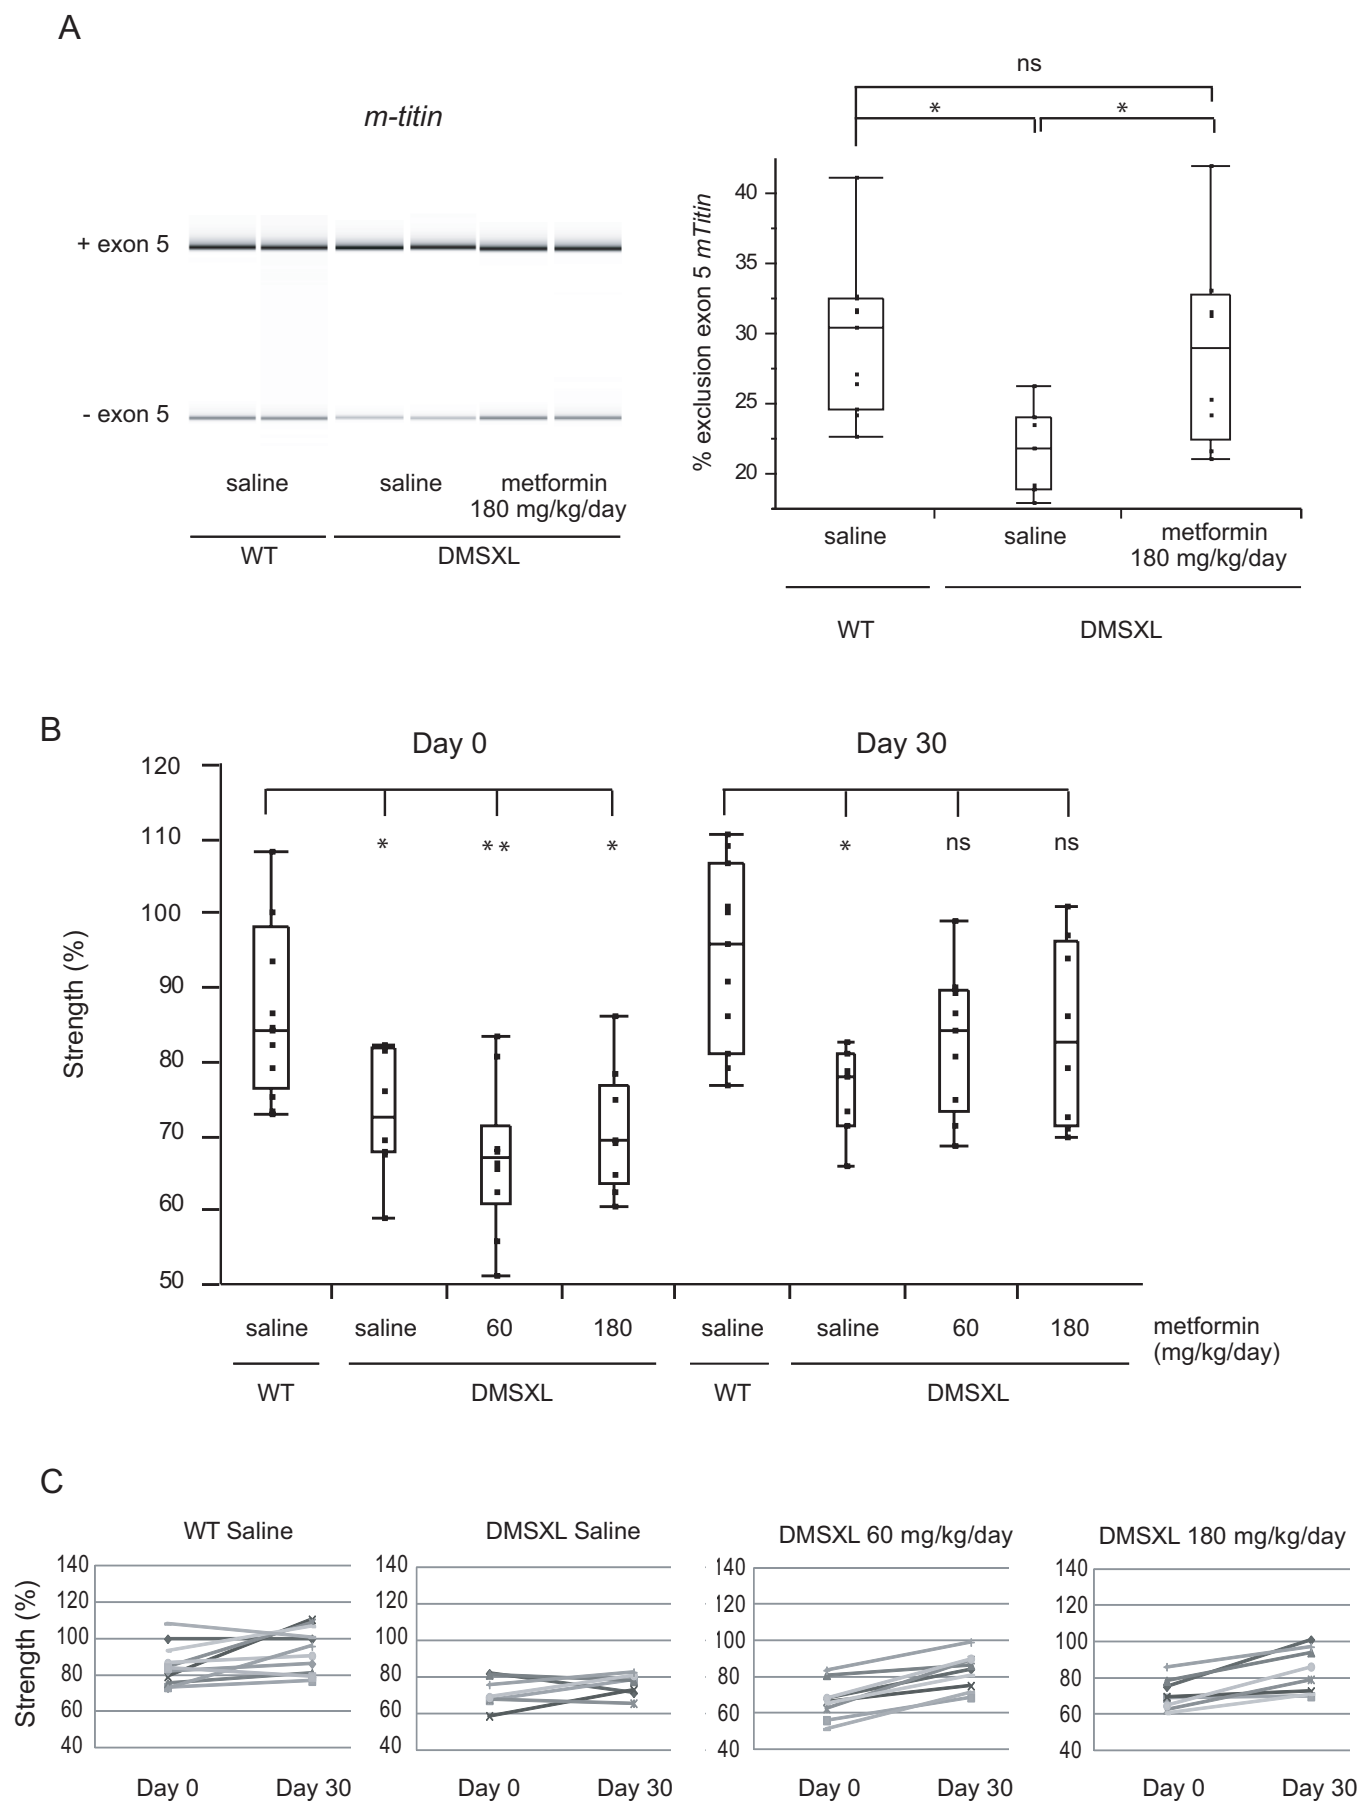 A
m-titin
+ exon 5
- exon 5
saline
saline
metformin
180 mg/kg/day
WT
DMSXL
ns
*
*
% exclusion exon 5 mTitin
40
35
30
25
20
saline
saline
metformin
180 mg/kg/day
WT
DMSXL
B
Day 0
Day 30
Strength (%)
120
110
100
90
80
70
60
50
*
**
*
*
ns
ns
saline
saline
60
180
saline
saline
60
180
metformin
(mg/kg/day)
WT
DMSXL
WT
DMSXL
C
Strength (%)
WT Saline
140
120
100
80
60
40
Day 0
Day 30
DMSXL Saline
140
120
100
80
60
40
Day 0
Day 30
DMSXL 60 mg/kg/day
140
120
100
80
60
40
Day 0
Day 30
DMSXL 180 mg/kg/day
140
120
100
80
60
40
Day 0
Day 30